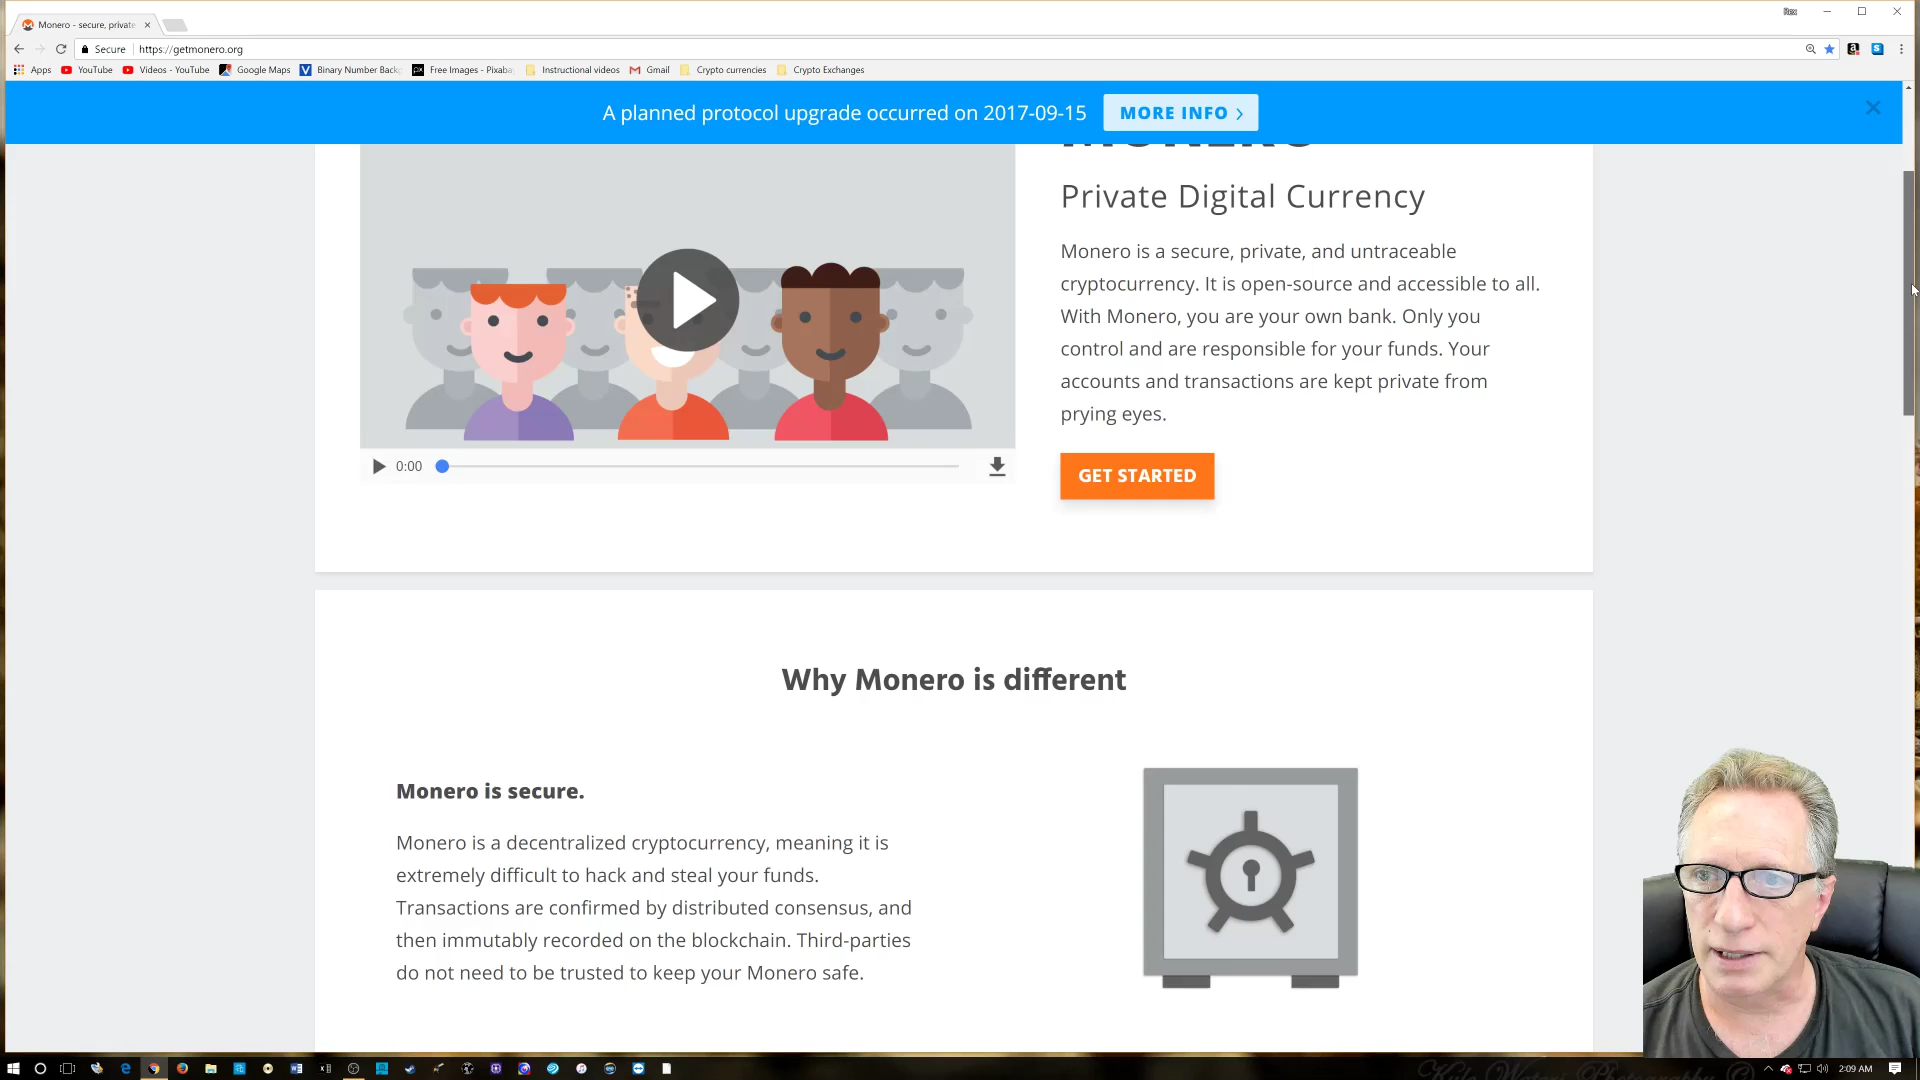 Monero - secure, private
Rex
Secure https://getmonero.org
Apps YouTube Videos - YouTube Google Maps Binary Number Back Free Images - Pixaba Instructional videos Gmail Crypto currencies Crypto Exchanges
A planned protocol upgrade occurred on 2017-09-15 MORE INFO
MONERO
Private Digital Currency
Monero is a secure, private, and untraceable
cryptocurrency. It is open-source and accessible to all.
With Monero, you are your own bank. Only you
control and are responsible for your funds. Your
accounts and transactions are kept private from
prying eyes.
0:00
GET STARTED
Why Monero is different
Monero is secure.
Monero is a decentralized cryptocurrency, meaning it is
extremely difficult to hack and steal your funds.
Transactions are confirmed by distributed consensus, and
then immutably recorded on the blockchain. Third-parties
do not need to be trusted to keep your Monero safe.
2:09 AM